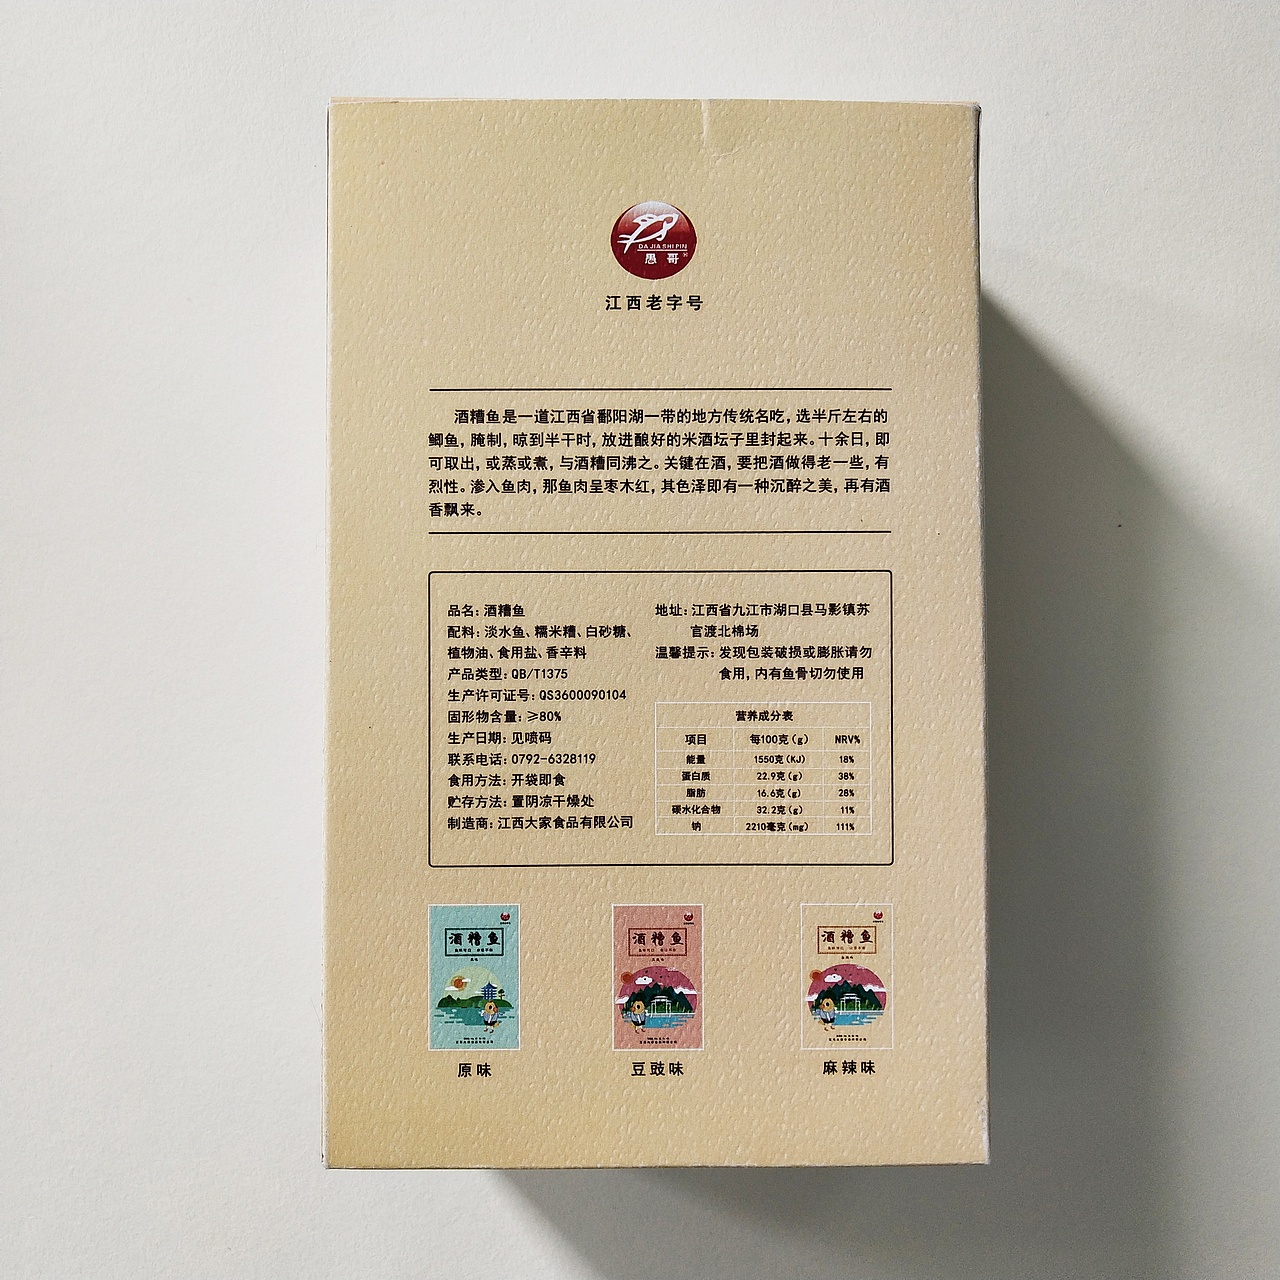 DA JIA SHI PIN
愚哥
江西老字号
酒糟鱼是一道江西省鄱阳湖一带的地方传统名吃，选半斤左右的
鲫鱼，腌制，晾到半干时，放进酿好的米酒坛子里封起来。十余日，即
可取出，或蒸或煮，与酒糟同沸之。关键在酒，要把酒做得老一些，有
烈性。渗入鱼肉，那鱼肉呈枣木红，其色泽即有一种沉醉之美，再有酒
香飘来。
品名：酒糟鱼
配料：淡水鱼、糯米糟、白砂糖、
植物油、食用盐、香辛料
产品类型：QB/T1375
生产许可证号：QS3600090104
固形物含量：≥80%
生产日期：见喷码
联系电话：0792-6328119
食用方法：开袋即食
贮存方法：置阴凉干燥处
制造商：江西大家食品有限公司
地址：江西省九江市湖口县马影镇苏
官渡北棉场
温馨提示：发现包装破损或膨胀请勿
食用，内有鱼骨切勿使用
营养成分表
项目 每100克(g) NRV%
能量 1550克(KJ) 18%
蛋白质 22.9克(g) 38%
脂肪 16.6克(g) 28%
碳水化合物 32.2克(g) 11%
钠 2210毫克(mg) 111%
酒糟鱼
酒糟鱼
酒糟鱼
原味
豆豉味
麻辣味